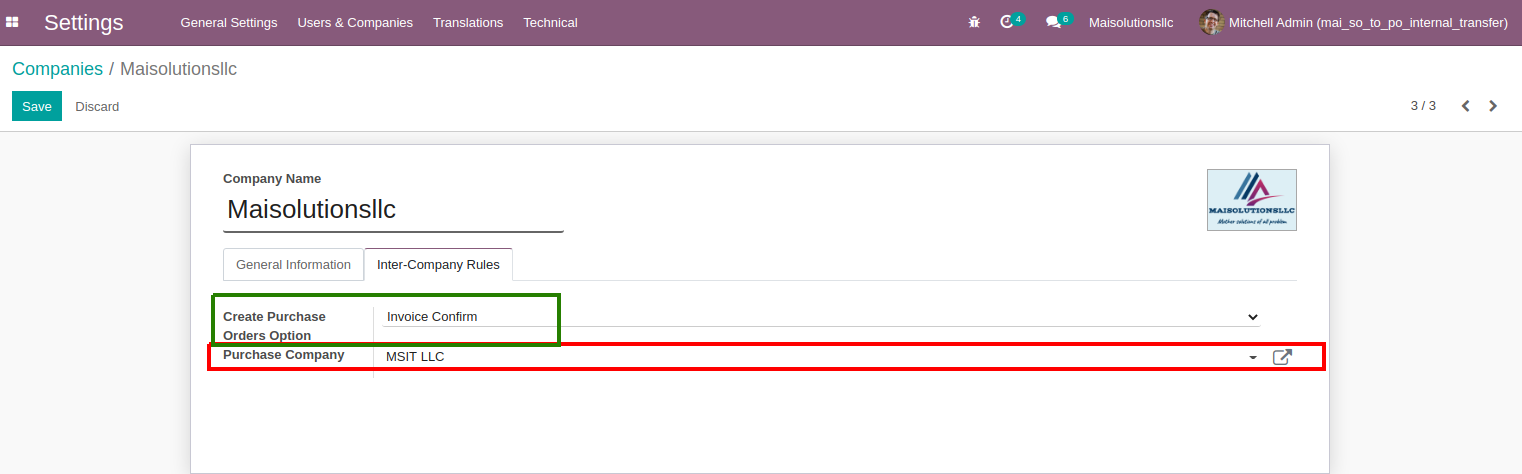 Settings General Settings Users & Companies Translations Technical 4 6 Maisolutionsllc Mitchell Admin (mai_so_to_po_internal_transfer)
Companies / Maisolutionsllc
Save Discard 3 / 3
Company Name
Maisolutionsllc
MAISOLUTIONSLLC
Mother solutions of all problem
General Information Inter-Company Rules
Create Purchase Invoice Confirm
Orders Option
Purchase Company MSIT LLC